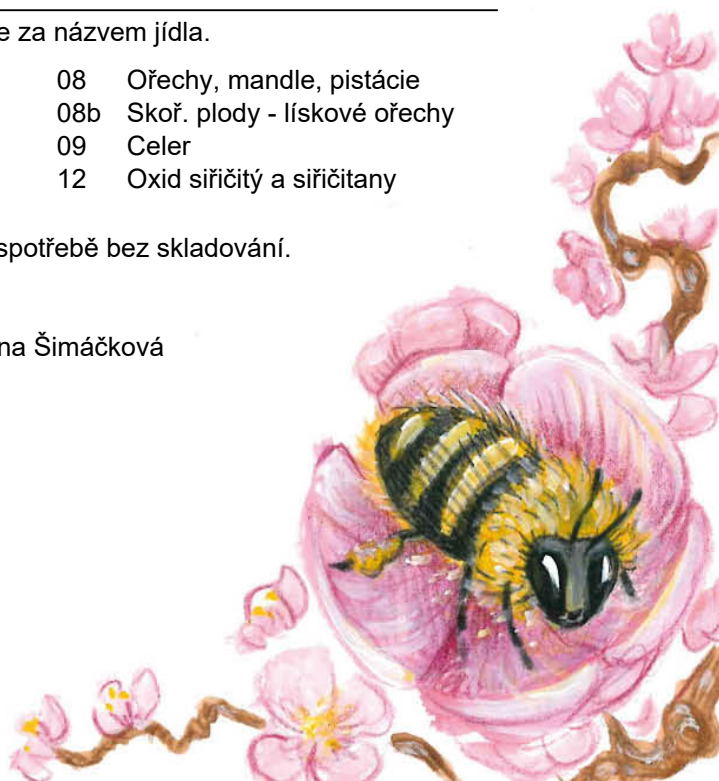 e za názvem jídla.
08 Ořechy, mandle, pistácie
08b Skoř. plody - lískové ořechy
09 Celer
12 Oxid siřičitý a siřičitany
spotřebě bez skladování.
na Šimáčková